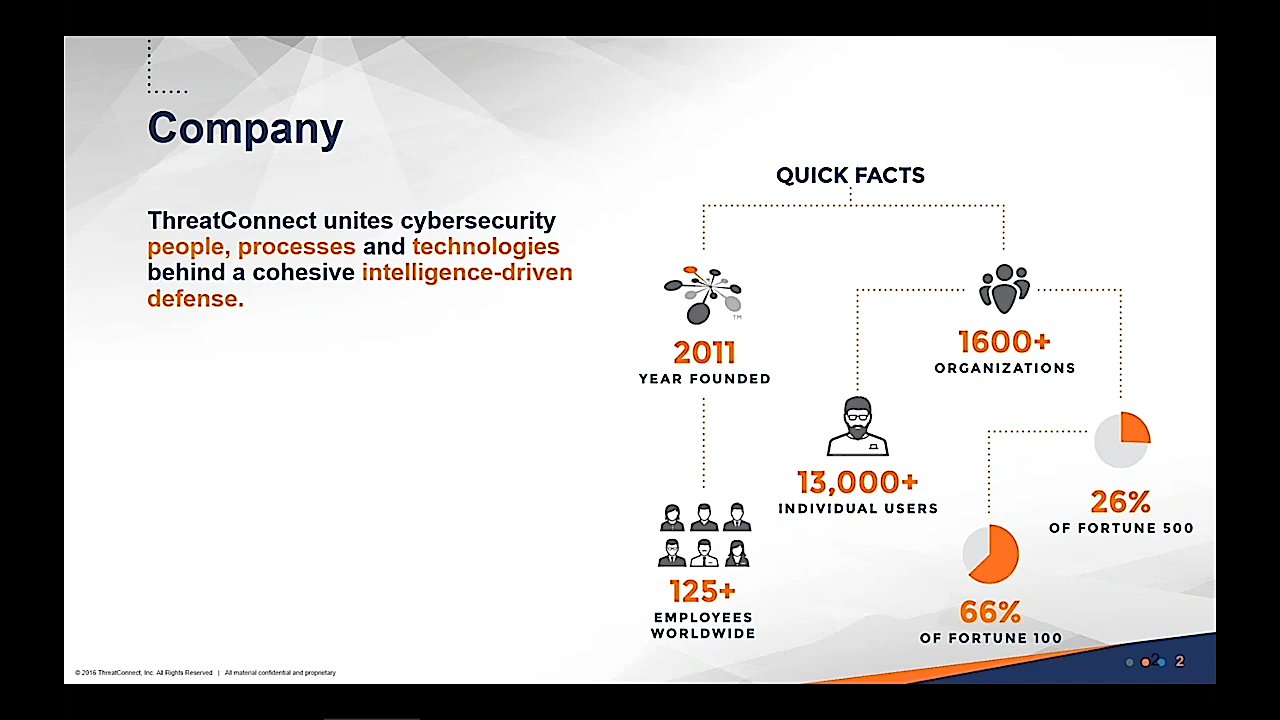 Company
ThreatConnect unites cybersecurity
people, processes and technologies
behind a cohesive intelligence-driven
defense.
QUICK FACTS
TM
2011
YEAR FOUNDED
1600+
ORGANIZATIONS
13,000+
INDIVIDUAL USERS
26%
OF FORTUNE 500
125+
EMPLOYEES
WORLDWIDE
66%
OF FORTUNE 100
© 2016 ThreatConnect, Inc. All Rights Reserved | All material confidential and proprietary
2
2